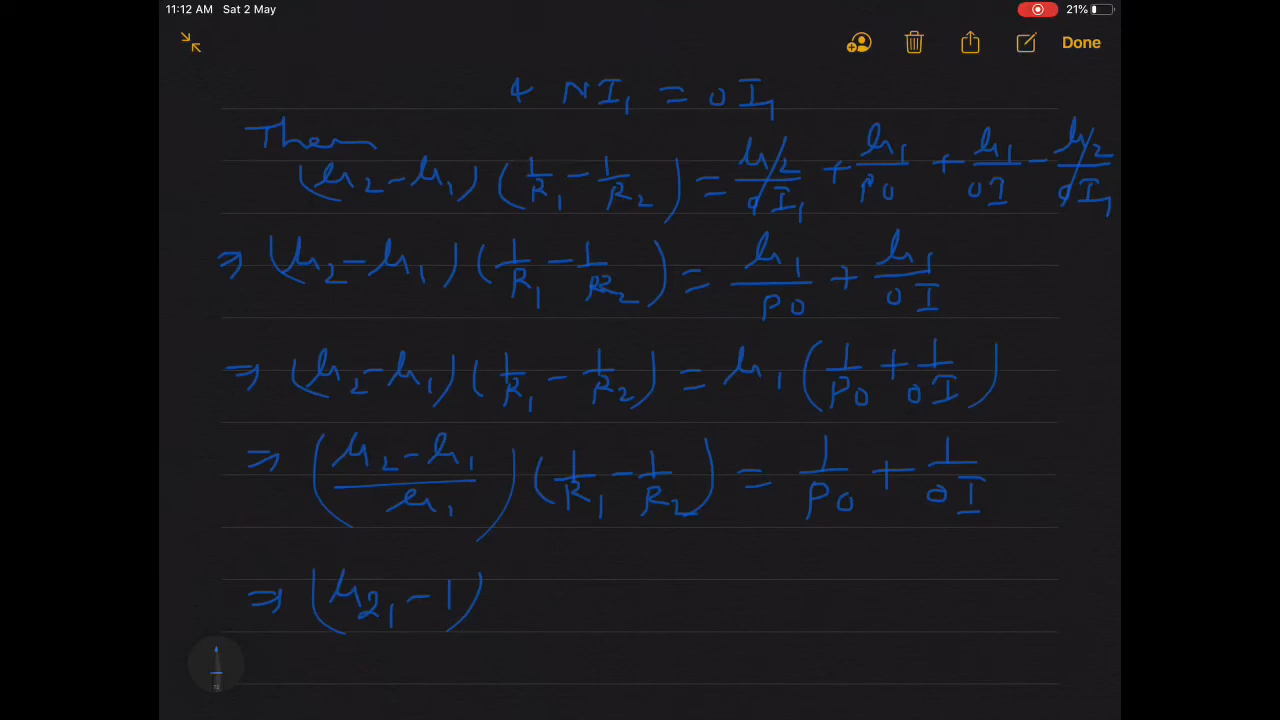 11:12 AM Sat 2 May 21%
Done
& NI₁ = OI₁
Then
(μ₂ - μ₁) (1/R₁ - 1/R₂) = μ₂/OI₁ + μ₁/PO + μ₁/OI - μ₂/OI₁
⇒ (μ₂ - μ₁) (1/R₁ - 1/R₂) = μ₁/PO + μ₁/OI
⇒ (μ₂ - μ₁) (1/R₁ - 1/R₂) = μ₁ (1/PO + 1/OI)
⇒ ((μ₂ - μ₁)/μ₁) (1/R₁ - 1/R₂) = 1/PO + 1/OI
⇒ (μ₂₁ - 1)